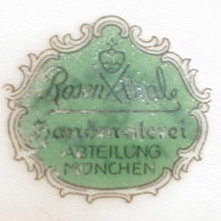 Rosenthal
Handmalerei
ABTEILUNG
MÜNCHEN